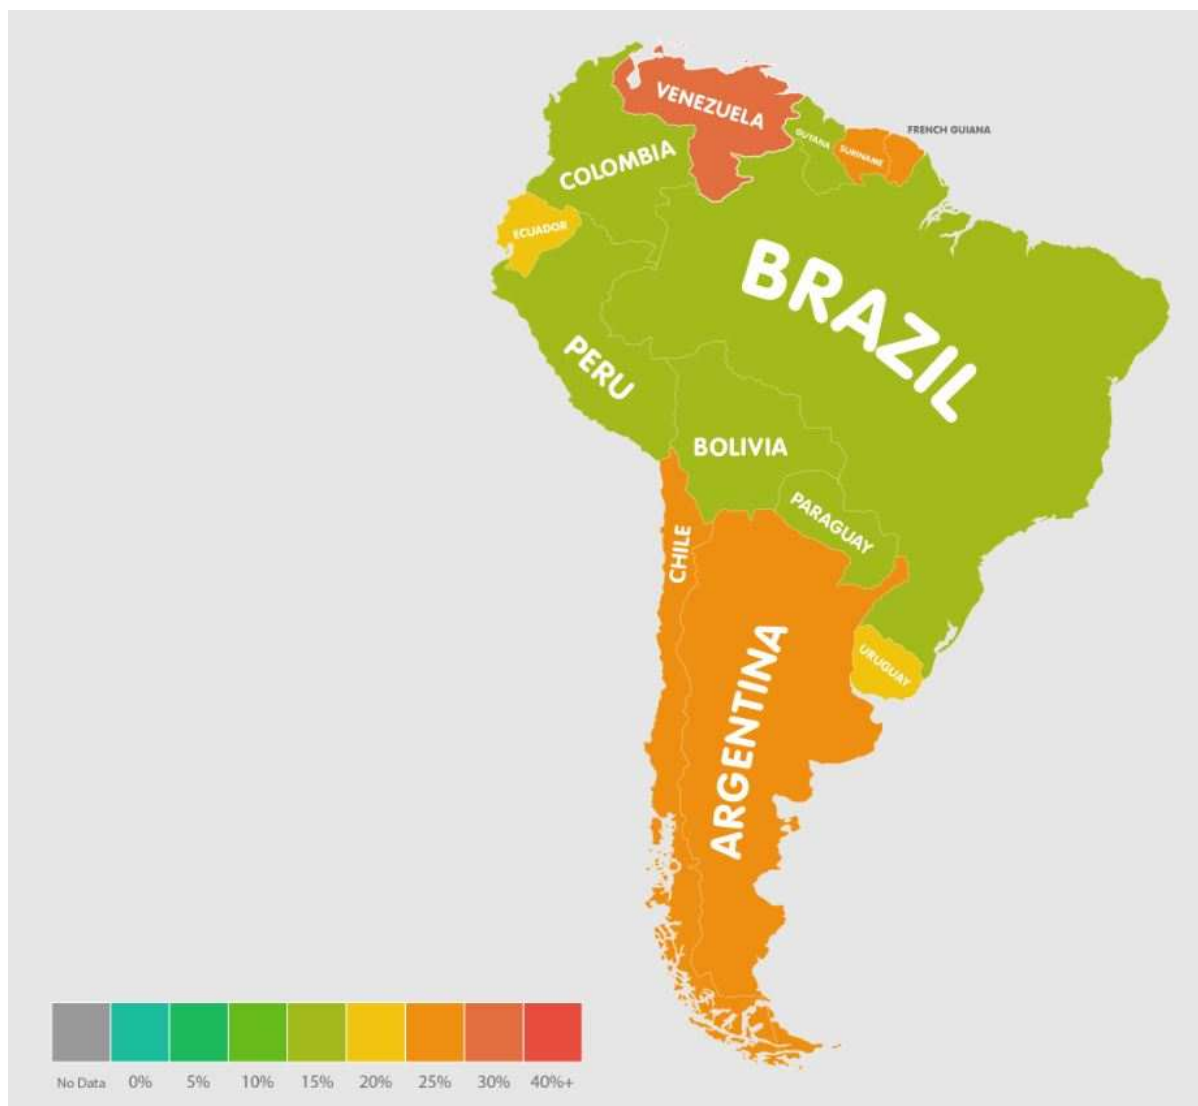 VENEZUELA
FRENCH GUIANA
GUYANA
SURINAME
COLOMBIA
ECUADOR
BRAZIL
PERU
BOLIVIA
PARAGUAY
CHILE
ARGENTINA
URUGUAY
No Data 0% 5% 10% 15% 20% 25% 30% 40%+